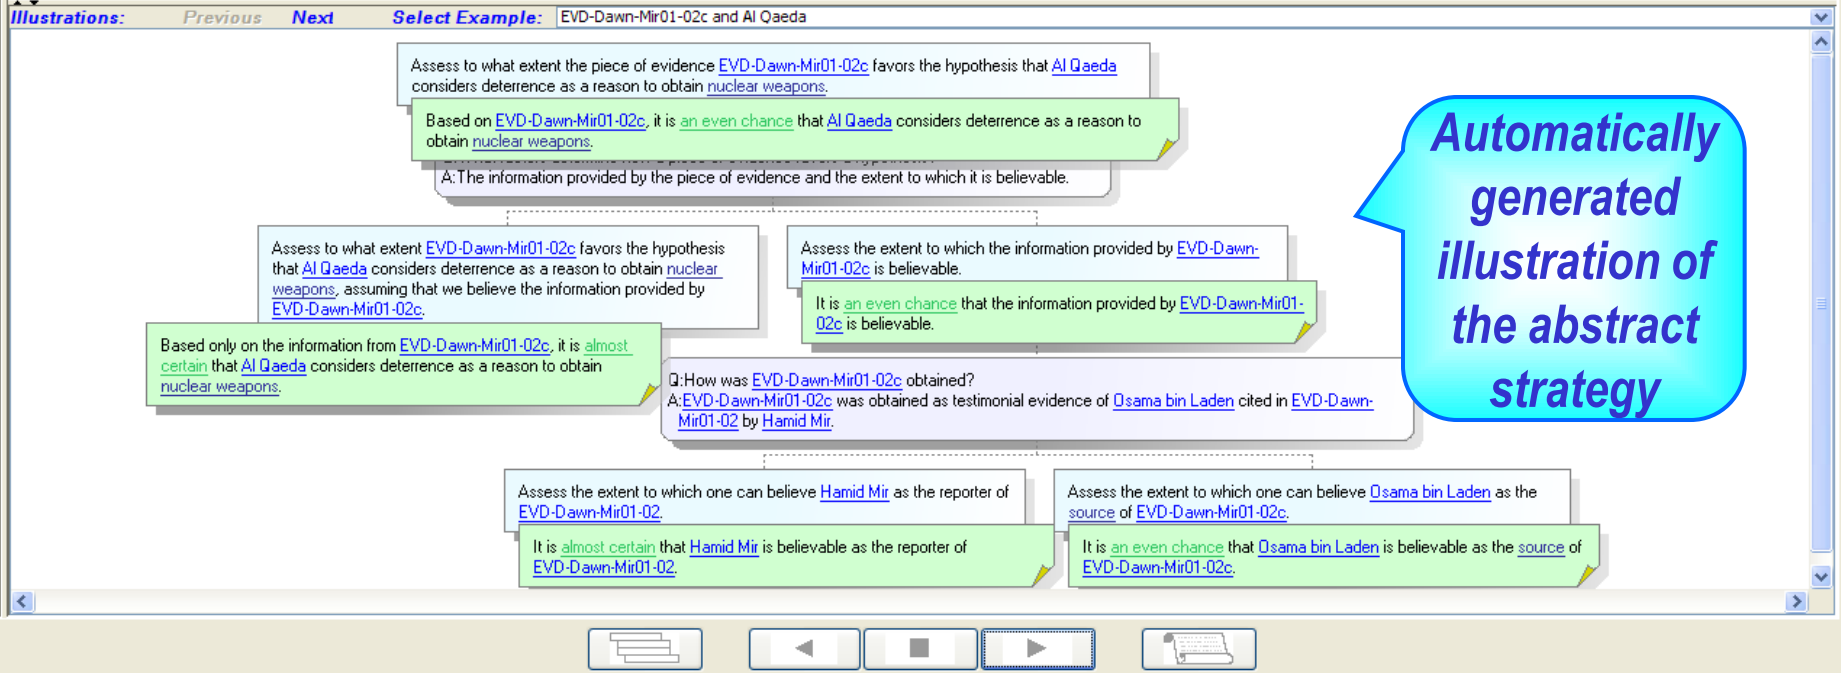 Illustrations: Previous Next Select Example: EVD-Dawn-Mir01-02c and Al Qaeda
Assess to what extent the piece of evidence EVD-Dawn-Mir01-02c favors the hypothesis that Al Qaeda
considers deterrence as a reason to obtain nuclear weapons.
Based on EVD-Dawn-Mir01-02c, it is an even chance that Al Qaeda considers deterrence as a reason to
obtain nuclear weapons.
A:The information provided by the piece of evidence and the extent to which it is believable.
Assess to what extent EVD-Dawn-Mir01-02c favors the hypothesis
that Al Qaeda considers deterrence as a reason to obtain nuclear
weapons, assuming that we believe the information provided by
EVD-Dawn-Mir01-02c.
Based only on the information from EVD-Dawn-Mir01-02c, it is almost
certain that Al Qaeda considers deterrence as a reason to obtain
nuclear weapons.
Assess the extent to which the information provided by EVD-Dawn-
Mir01-02c is believable.
It is an even chance that the information provided by EVD-Dawn-Mir01-
02c is believable.
Q:How was EVD-Dawn-Mir01-02c obtained?
A:EVD-Dawn-Mir01-02c was obtained as testimonial evidence of Osama bin Laden cited in EVD-Dawn-
Mir01-02 by Hamid Mir.
Assess the extent to which one can believe Hamid Mir as the reporter of
EVD-Dawn-Mir01-02.
It is almost certain that Hamid Mir is believable as the reporter of
EVD-Dawn-Mir01-02.
Assess the extent to which one can believe Osama bin Laden as the
source of EVD-Dawn-Mir01-02c.
It is an even chance that Osama bin Laden is believable as the source of
EVD-Dawn-Mir01-02c.
Automatically
generated
illustration of
the abstract
strategy